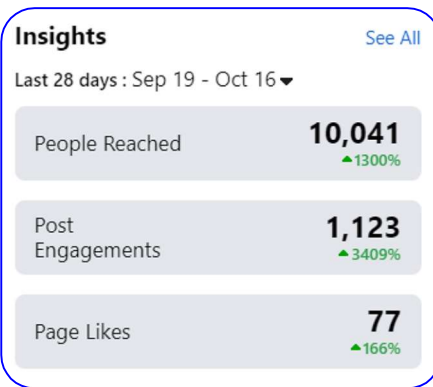 Insights See All
Last 28 days : Sep 19 - Oct 16
People Reached 10,041
1300%
Post
Engagements 1,123
3409%
Page Likes 77
166%